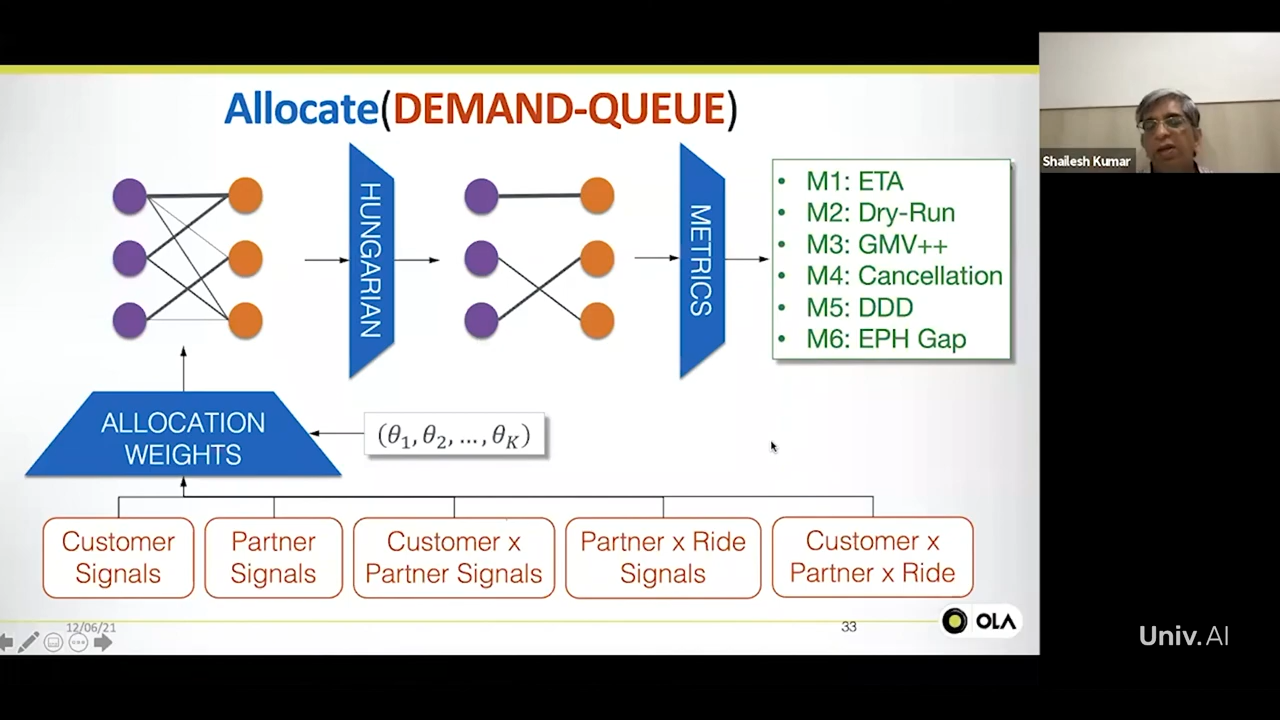 Allocate(DEMAND-QUEUE)
HUNGARIAN
METRICS
• M1: ETA
• M2: Dry-Run
• M3: GMV++
• M4: Cancellation
• M5: DDD
• M6: EPH Gap
ALLOCATION
WEIGHTS
(θ₁, θ₂, ..., θ_K)
Customer
Signals
Partner
Signals
Customer x
Partner Signals
Partner x Ride
Signals
Customer x
Partner x Ride
12/06/21
33
OLA
Shailesh Kumar
Univ.AI